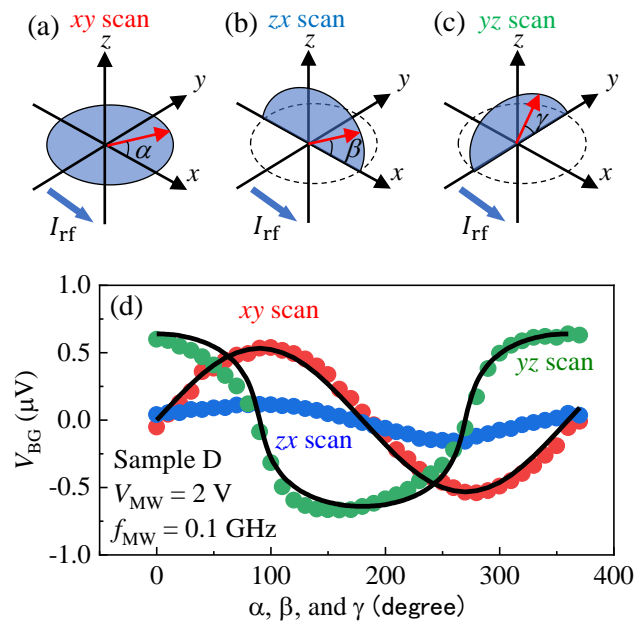 (a) xy scan
z
y
α
x
I_rf
(b) zx scan
z
y
β
x
I_rf
(c) yz scan
z
y
γ
x
I_rf
(d)
xy scan
yz scan
zx scan
Sample D
V_MW = 2 V
f_MW = 0.1 GHz
V_BG (μV)
1.0
0.5
0.0
-0.5
-1.0
0 100 200 300 400
α, β, and γ (degree)